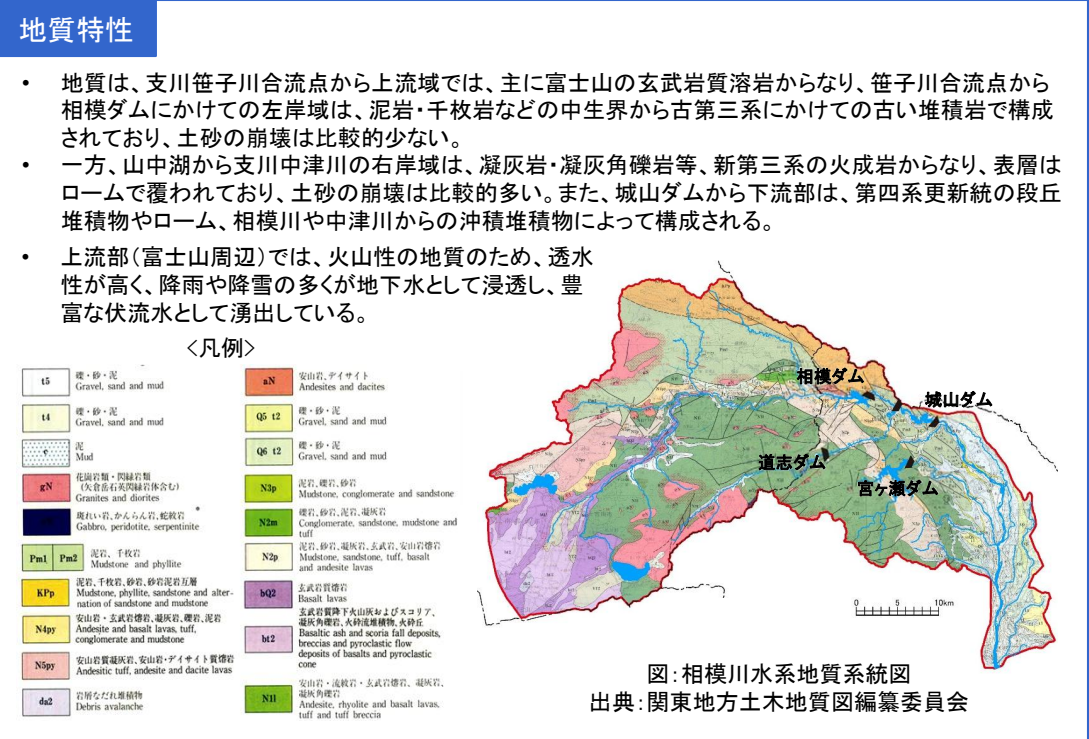 地質特性
• 地質は、支川笹子川合流点から上流域では、主に富士山の玄武岩質溶岩からなり、笹子川合流点から
相模ダムにかけての左岸域は、泥岩・千枚岩などの中生界から古第三系にかけての古い堆積岩で構成
されており、土砂の崩壊は比較的少ない。
• 一方、山中湖から支川中津川の右岸域は、凝灰岩・凝灰角礫岩等、新第三系の火成岩からなり、表層は
ロームで覆われており、土砂の崩壊は比較的多い。また、城山ダムから下流部は、第四系更新統の段丘
堆積物やローム、相模川や中津川からの沖積堆積物によって構成される。
• 上流部(富士山周辺)では、火山性の地質のため、透水
性が高く、降雨や降雪の多くが地下水として浸透し、豊
富な伏流水として湧出している。
<凡例>
t5 礫・砂・泥
Gravel, sand and mud
t4 礫・砂・泥
Gravel, sand and mud
泥
Mud
gN 花崗岩類・閃緑岩類
(矢倉岳石英閃緑岩体含む)
Granites and diorites
斑れい岩、かんらん岩、蛇紋岩
Gabbro, peridotite, serpentinite
Pm1 Pm2 泥岩、千枚岩
Mudstone and phyllite
KPp 泥岩、千枚岩、砂岩、砂岩泥岩互層
Mudstone, phyllite, sandstone and alter-
nation of sandstone and mudstone
N4py 安山岩・玄武岩熔岩、凝灰岩、礫岩、泥岩
Andesite and basalt lavas, tuff,
conglomerate and mudstone
N5py 安山岩質凝灰岩、安山岩・デイサイト質熔岩
Andesitic tuff, andesite and dacite lavas
da2 岩屑なだれ堆積物
Debris avalanche
aN 安山岩、デイサイト
Andesites and dacites
Q5 t2 礫・砂・泥
Gravel, sand and mud
Q6 t2 礫・砂・泥
Gravel, sand and mud
N3p 泥岩、礫岩、砂岩
Mudstone, conglomerate and sandstone
N2m 礫岩、砂岩、泥岩、凝灰岩
Conglomerate, sandstone, mudstone and
tuff
N2p 泥岩、砂岩、凝灰岩、玄武岩、安山岩熔岩
Mudstone, sandstone, tuff, basalt
and andesite lavas
bQ2 玄武岩質熔岩
Basalt lavas
bt2 玄武岩質降下火山灰およびスコリア、
凝灰角礫岩、火砕流堆積物、火砕丘
Basaltic ash and scoria fall deposits,
breccias and pyroclastic flow
deposits of basalts and pyroclastic
cone
N1l 安山岩・流紋岩・玄武岩熔岩、凝灰岩、
凝灰角礫岩
Andesite, rhyolite and basalt lavas,
tuff and tuff breccia
相模ダム
城山ダム
道志ダム
宮ヶ瀬ダム
0 5 10km
図:相模川水系地質系統図
出典:関東地方土木地質図編纂委員会